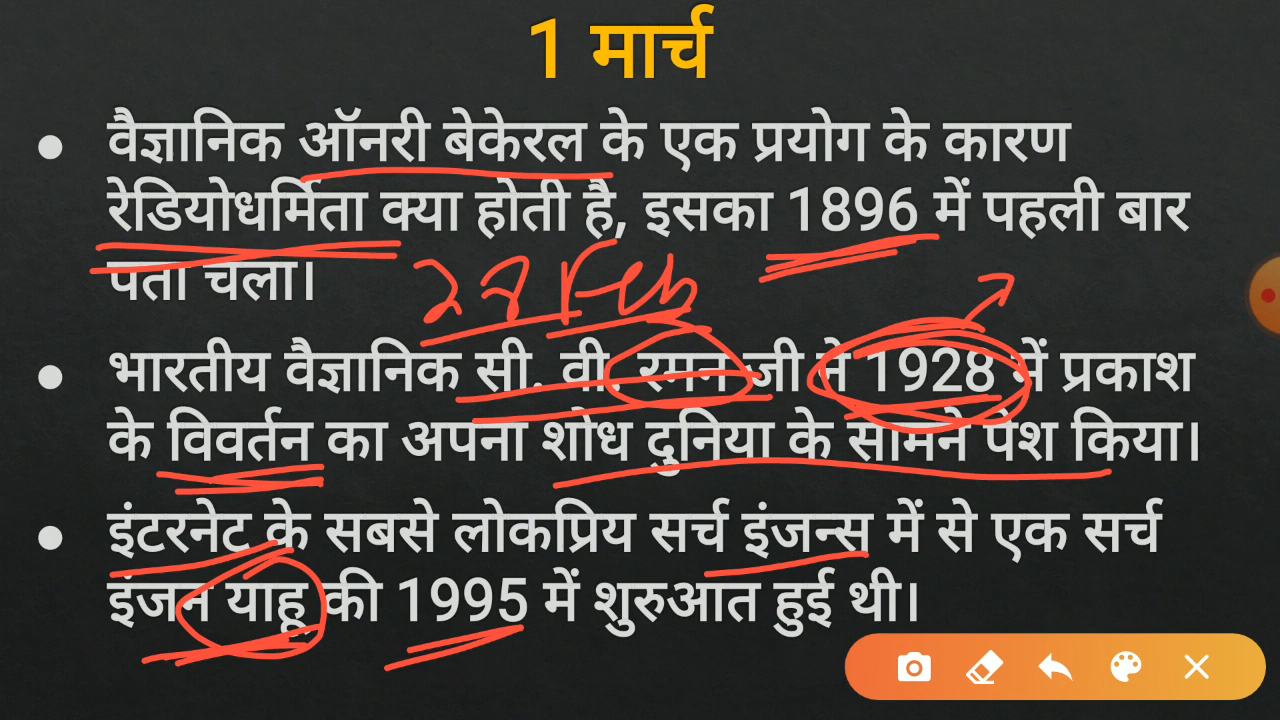 1 मार्च
वैज्ञानिक ऑनरी बेकेरल के एक प्रयोग के कारण
रेडियोधर्मिता क्या होती है, इसका 1896 में पहली बार
पता चला।
28 Feb
भारतीय वैज्ञानिक सी. वी. रमन जी ने 1928 में प्रकाश
के विवर्तन का अपना शोध दुनिया के सामने पेश किया।
इंटरनेट के सबसे लोकप्रिय सर्च इंजन्स में से एक सर्च
इंजन याहू की 1995 में शुरुआत हुई थी।